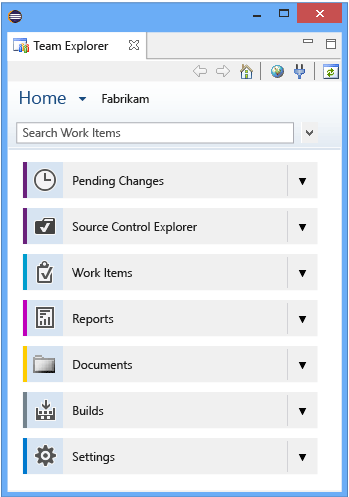 Team Explorer
Home Fabrikam
Search Work Items
Pending Changes
Source Control Explorer
Work Items
Reports
Documents
Builds
Settings